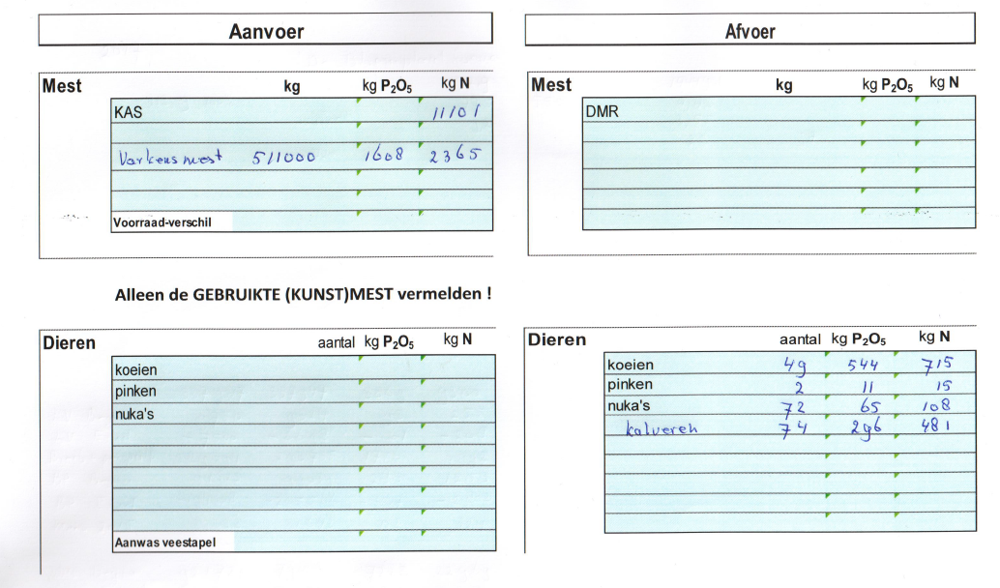 Aanvoer
Mest kg kg P₂O₅ kg N
KAS 11101
Varkensmest 511000 1608 2365
Voorraad-verschil
Afvoer
Mest kg kg P₂O₅ kg N
DMR
Alleen de GEBRUIKTE (KUNST)MEST vermelden !
Dieren aantal kg P₂O₅ kg N
koeien
pinken
nuka's
Aanwas veestapel
Dieren aantal kg P₂O₅ kg N
koeien 49 544 715
pinken 2 11 15
nuka's 72 65 108
kalveren 74 296 481